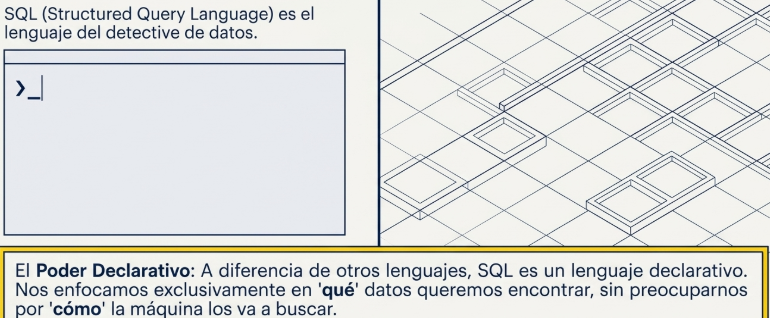 SQL (Structured Query Language) es el
lenguaje del detective de datos.
❯_
El Poder Declarativo: A diferencia de otros lenguajes, SQL es un lenguaje declarativo.
Nos enfocamos exclusivamente en 'qué' datos queremos encontrar, sin preocuparnos
por 'cómo' la máquina los va a buscar.